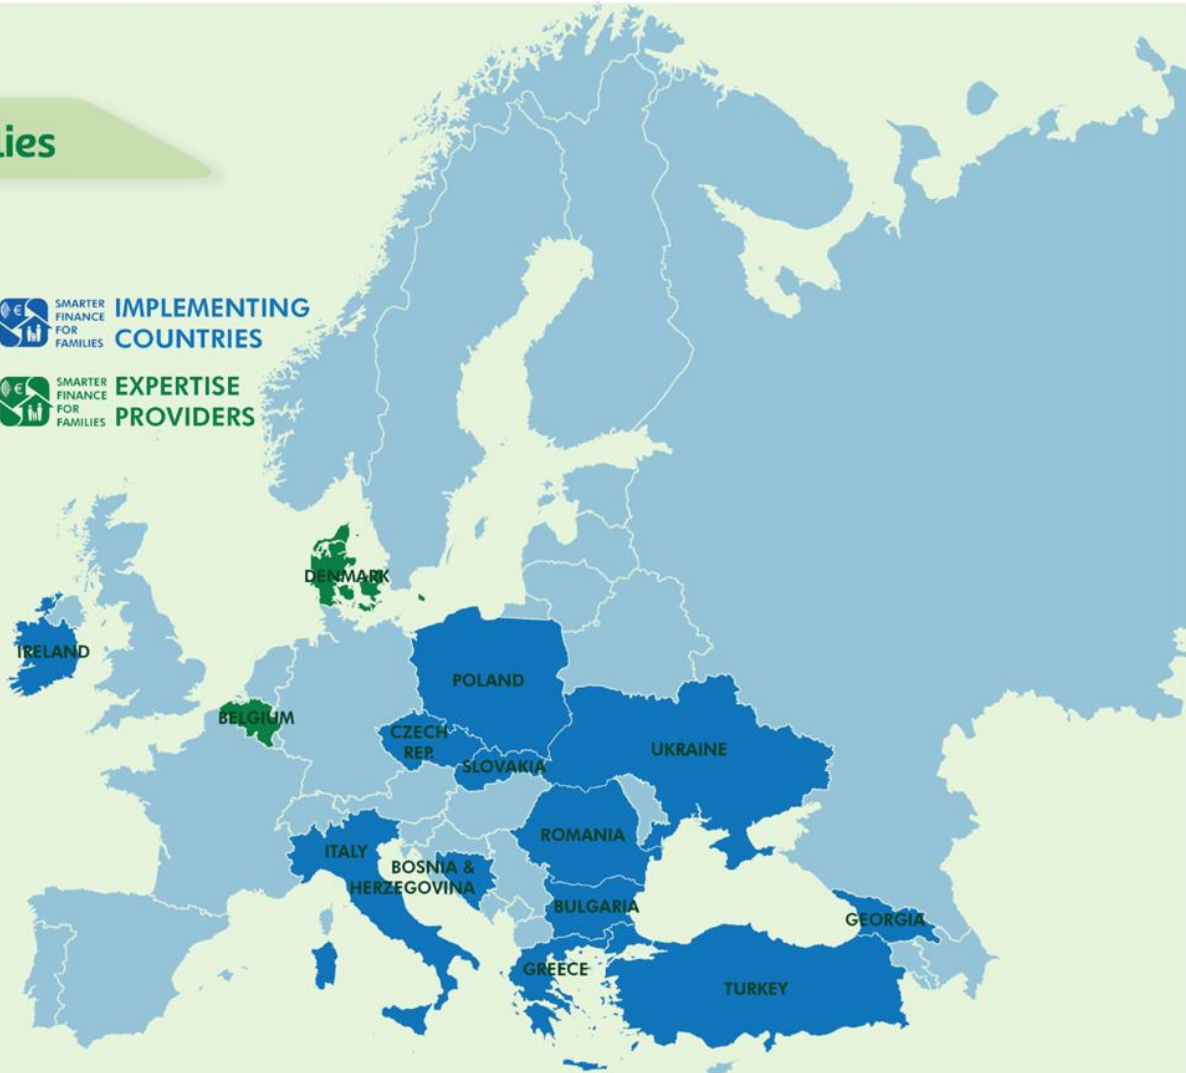 lies
SMARTER
FINANCE
FOR
FAMILIES
IMPLEMENTING
COUNTRIES
SMARTER
FINANCE
FOR
FAMILIES
EXPERTISE
PROVIDERS
DENMARK
IRELAND
POLAND
BELGIUM
CZECH
REP.
UKRAINE
SLOVAKIA
ROMANIA
ITALY
BOSNIA &
HERZEGOVINA
BULGARIA
GEORGIA
GREECE
TURKEY